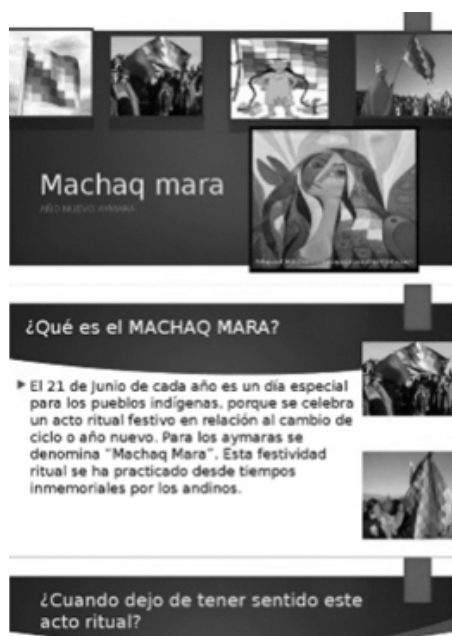 Machaq mara
AÑO NUEVO AYMARA
¿Qué es el MACHAQ MARA?
El 21 de Junio de cada año es un día especial
para los pueblos indígenas, porque se celebra
un acto ritual festivo en relación al cambio de
ciclo o año nuevo. Para los aymaras se
denomina "Machaq Mara". Esta festividad
ritual se ha practicado desde tiempos
inmemoriales por los andinos.
¿Cuando dejo de tener sentido este
acto ritual?